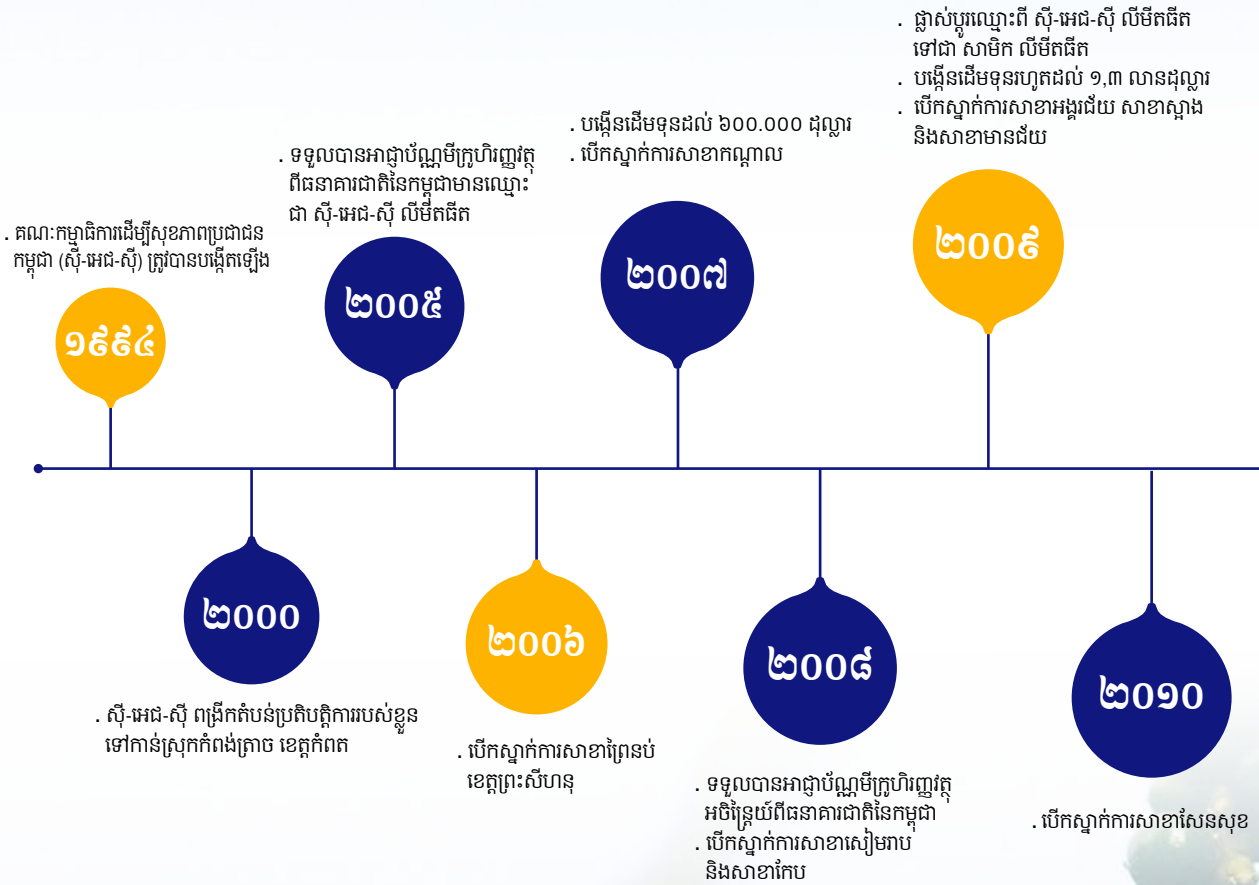 . គណៈកម្មាធិការដើម្បីសុខភាពប្រជាជន
កម្ពុជា (ស៊ី-អេជ-ស៊ី) ត្រូវបានបង្កើតឡើង
១៩៩៤
២០០០
. ស៊ី-អេជ-ស៊ី ពង្រីកតំបន់ប្រតិបត្តិការរបស់ខ្លួន
ទៅកាន់ស្រុកកំពង់ត្រាច ខេត្តកំពត
. ទទួលបានអាជ្ញាប័ណ្ណមីក្រូហិរញ្ញវត្ថុ
ពីធនាគារជាតិនៃកម្ពុជាមានឈ្មោះ
ជា ស៊ី-អេជ-ស៊ី លីមីតធីត
២០០៥
២០០៦
. បើកស្នាក់ការសាខាព្រៃនប់
ខេត្តព្រះសីហនុ
. បង្កើនដើមទុនដល់ ៦០០.០០០ ដុល្លារ
. បើកស្នាក់ការសាខាកណ្តាល
២០០៧
២០០៨
. ទទួលបានអាជ្ញាប័ណ្ណមីក្រូហិរញ្ញវត្ថុ
អចិន្ត្រៃយ៍ពីធនាគារជាតិនៃកម្ពុជា
. បើកស្នាក់ការសាខាសៀមរាប
និងសាខាកែប
. ផ្លាស់ប្តូរឈ្មោះពី ស៊ី-អេជ-ស៊ី លីមីតធីត
ទៅជា សាមិក លីមីតធីត
. បង្កើនដើមទុនរហូតដល់ ១,៣ លានដុល្លារ
. បើកស្នាក់ការសាខាអង្គរជ័យ សាខាស្អាង
និងសាខាមានជ័យ
២០០៩
២០១០
. បើកស្នាក់ការសាខាសែនសុខ